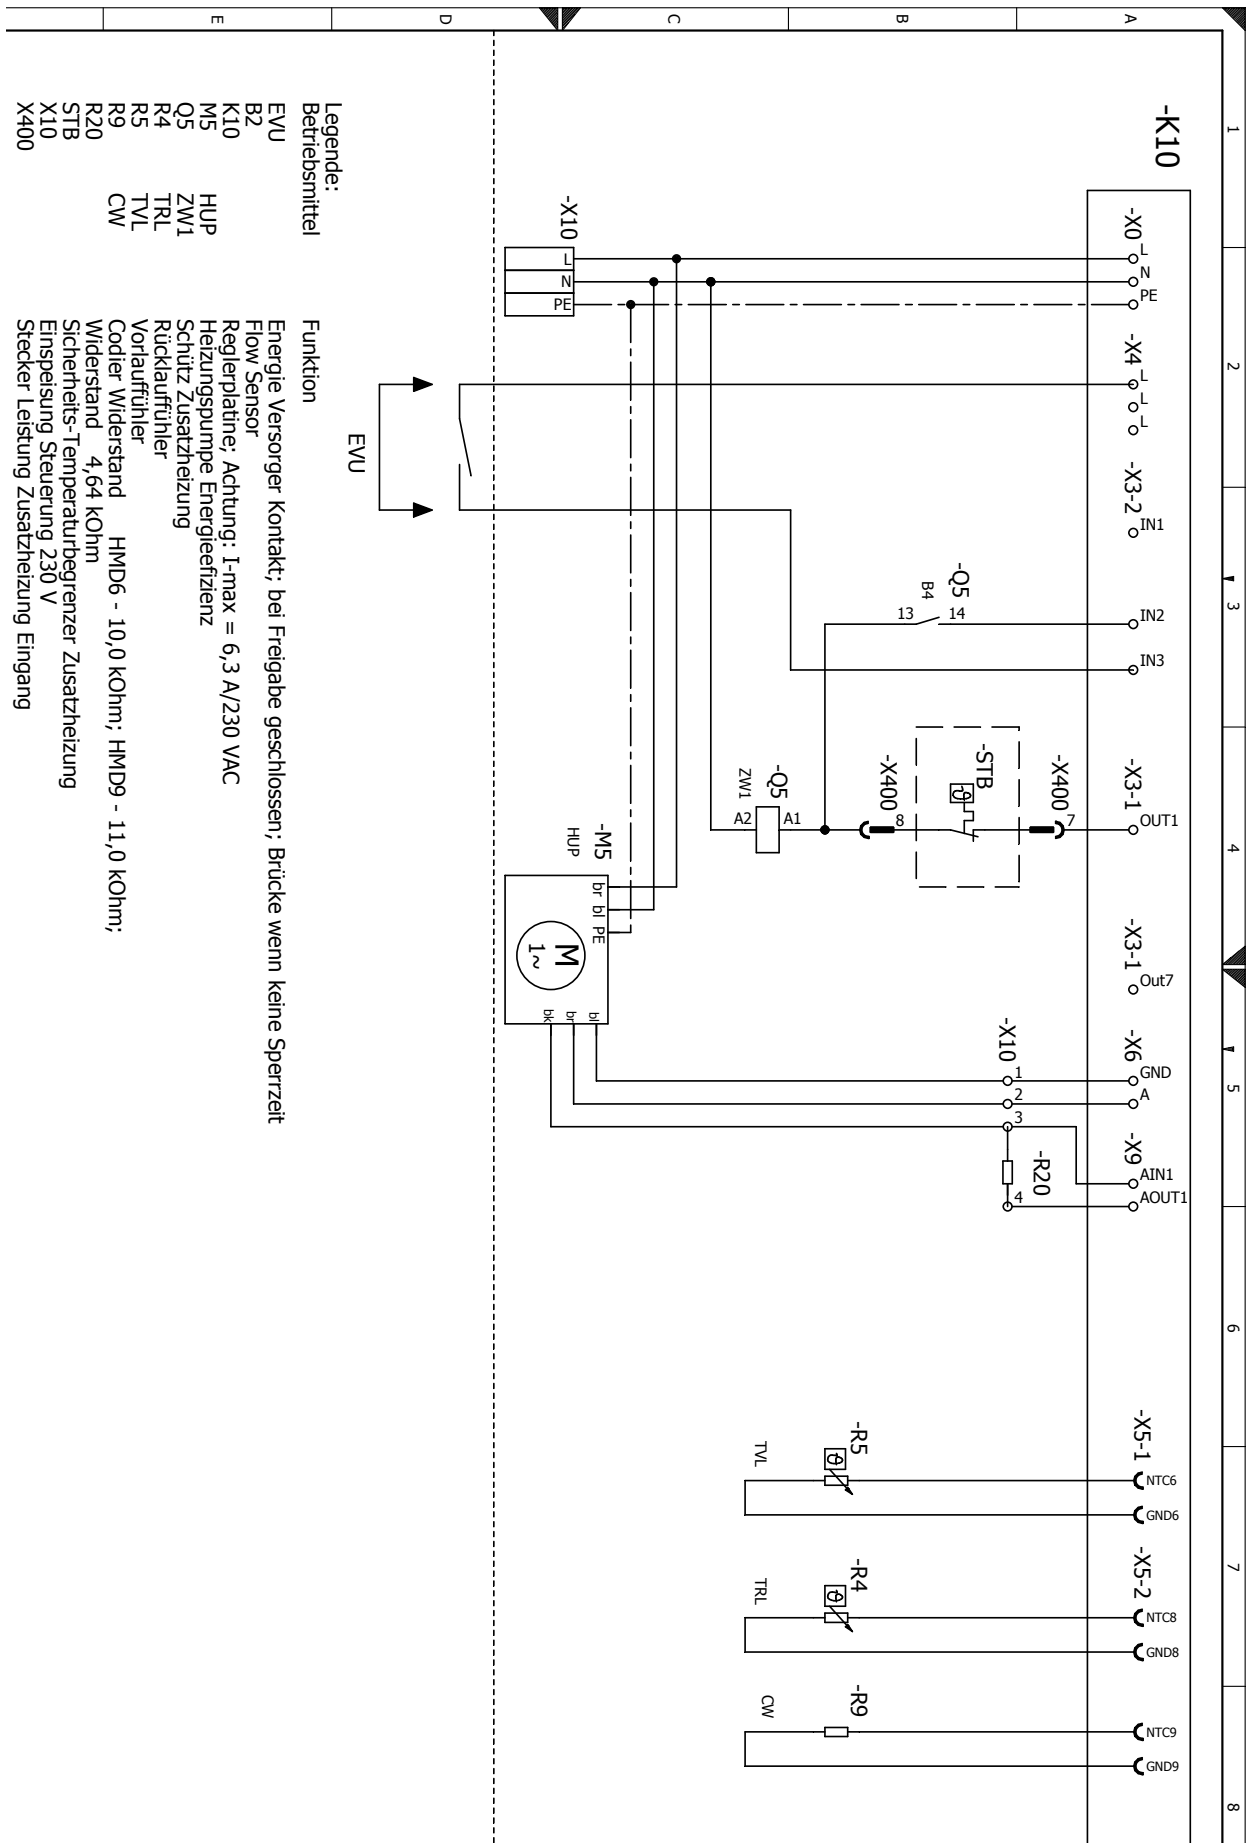 1
2
3
4
5
6
7
8
A
B
C
D
E
-K10
-X0
L
N
PE
-X4
L
L
L
-X3-2
IN1
IN2
IN3
-X3-1
OUT1
-X3-1
Out7
-X6
GND
A
-X9
AIN1
AOUT1
-X5-1
NTC6
GND6
-X5-2
NTC8
GND8
NTC9
GND9
-X400
7
-STB
ϑ
-X400
8
-Q5
B4
13
14
-Q5
ZW1
A2
A1
-X10
1
2
3
4
-R20
-R5
ϑ
TVL
-R4
ϑ
TRL
-R9
CW
-X10
L
N
PE
-M5
HUP
br
bl
PE
M
1~
bk
br
bl
EVU
Legende:
Betriebsmittel Funktion
EVU Energie Versorger Kontakt; bei Freigabe geschlossen; Brücke wenn keine Sperrzeit
B2 Flow Sensor
K10 Reglerplatine; Achtung: I-max = 6,3 A/230 VAC
M5 HUP Heizungspumpe Energieefizienz
Q5 ZW1 Schütz Zusatzheizung
R4 TRL Rücklauffühler
R5 TVL Vorlauffühler
R9 CW Codier Widerstand HMD6 - 10,0 kOhm; HMD9 - 11,0 kOhm;
R20 Widerstand 4,64 kOhm
STB Sicherheits-Temperaturbegrenzer Zusatzheizung
X10 Einspeisung Steuerung 230 V
X400 Stecker Leistung Zusatzheizung Eingang